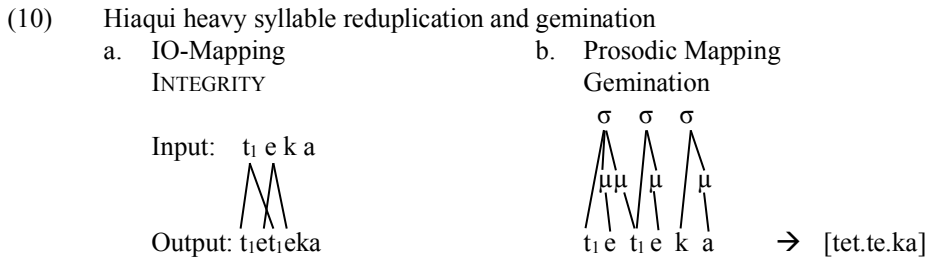 (10) Hiaqui heavy syllable reduplication and gemination
a. IO-Mapping b. Prosodic Mapping
INTEGRITY Gemination
σ σ σ
Input: t₁ e k a
μμ μ μ
Output: t₁et₁eka t₁ e t₁ e k a → [tet.te.ka]